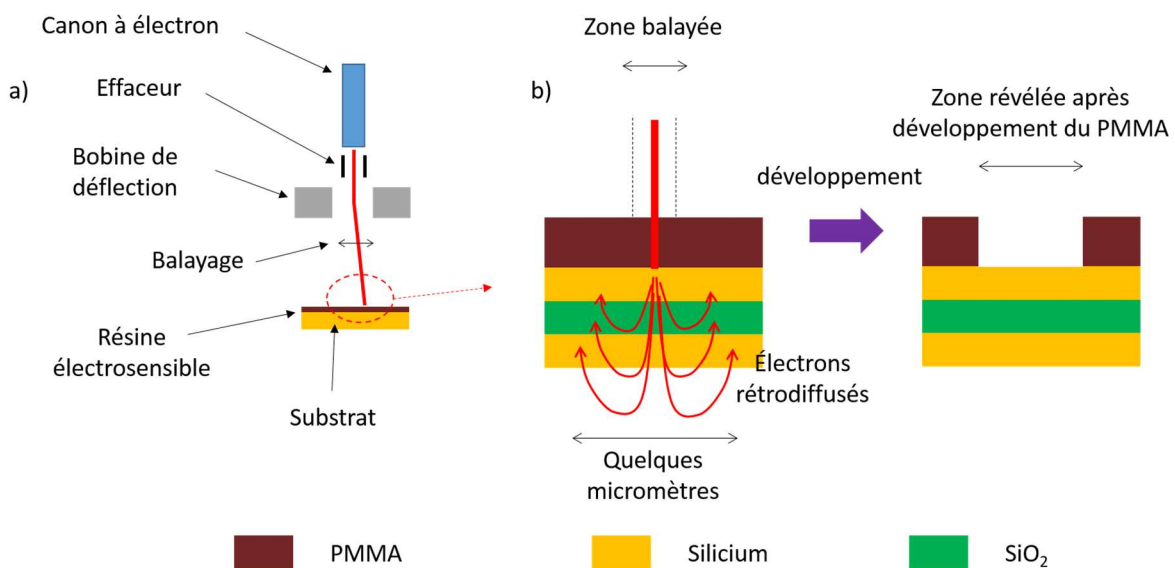 a)
Canon à électron
Effaceur
Bobine de
déflection
Balayage
Résine
électrosensible
Substrat
b)
Zone balayée
Électrons
rétrodiffusés
Quelques
micromètres
développement
Zone révélée après
développement du PMMA
PMMA
Silicium
SiO₂